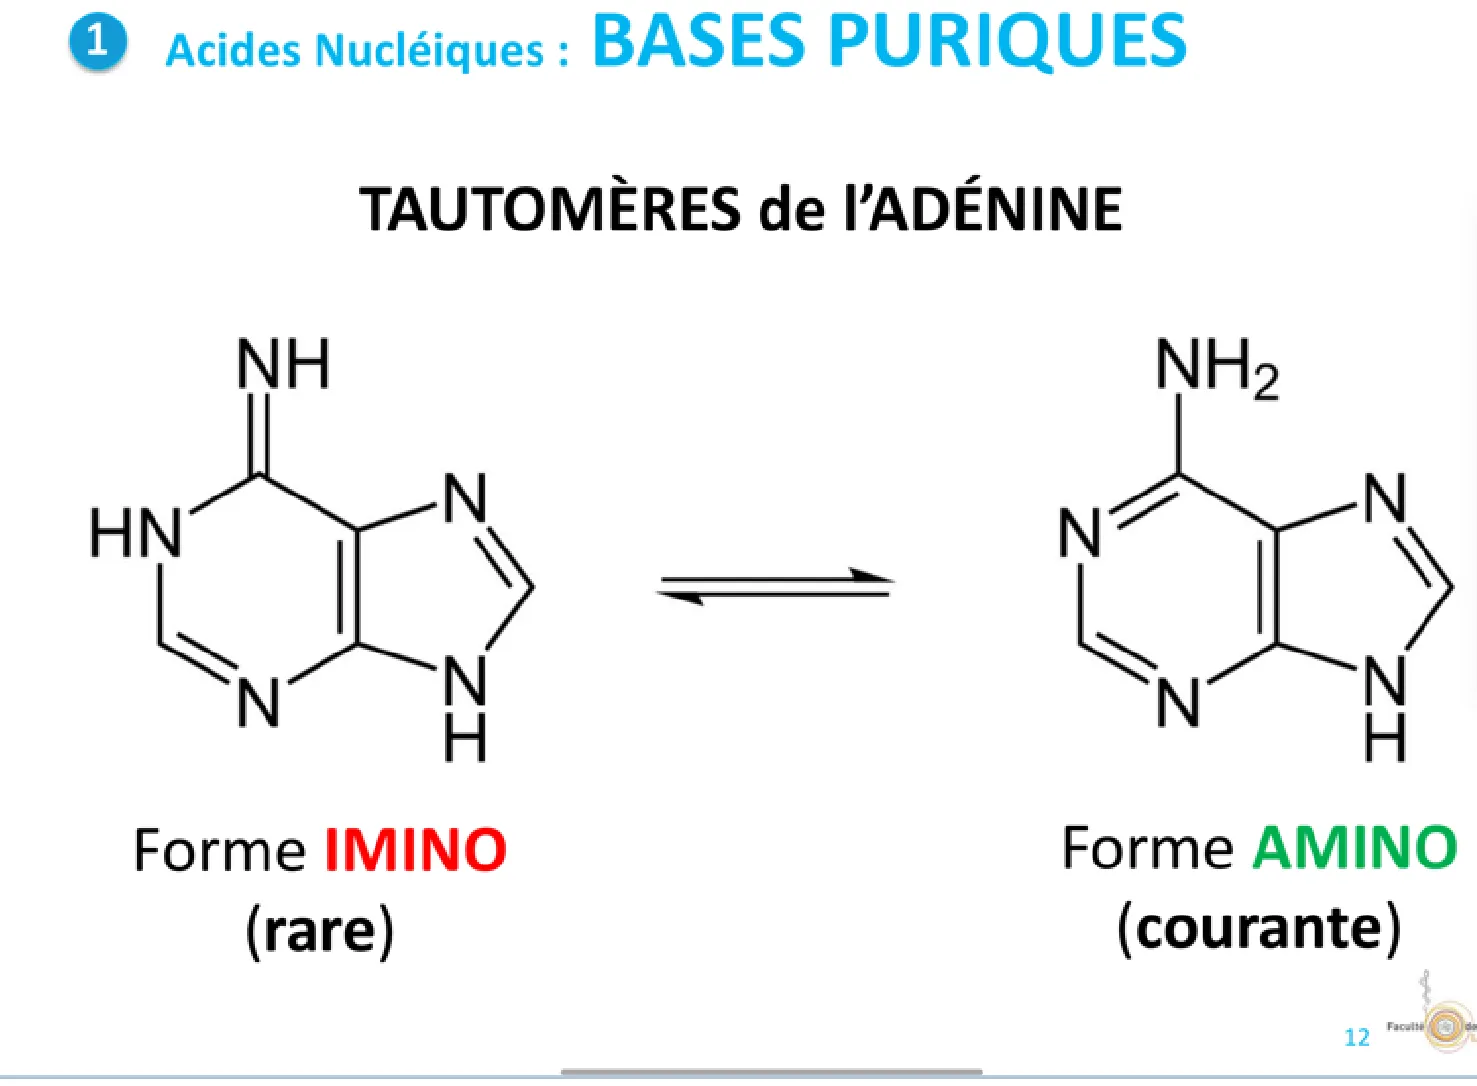 1 Acides Nucléiques : BASES PURIQUES
TAUTOMÈRES de l'ADÉNINE
NH
HN
N
N
N
H
NH2
N
N
N
N
H
Forme IMINO
(rare)
Forme AMINO
(courante)
12
Faculté de